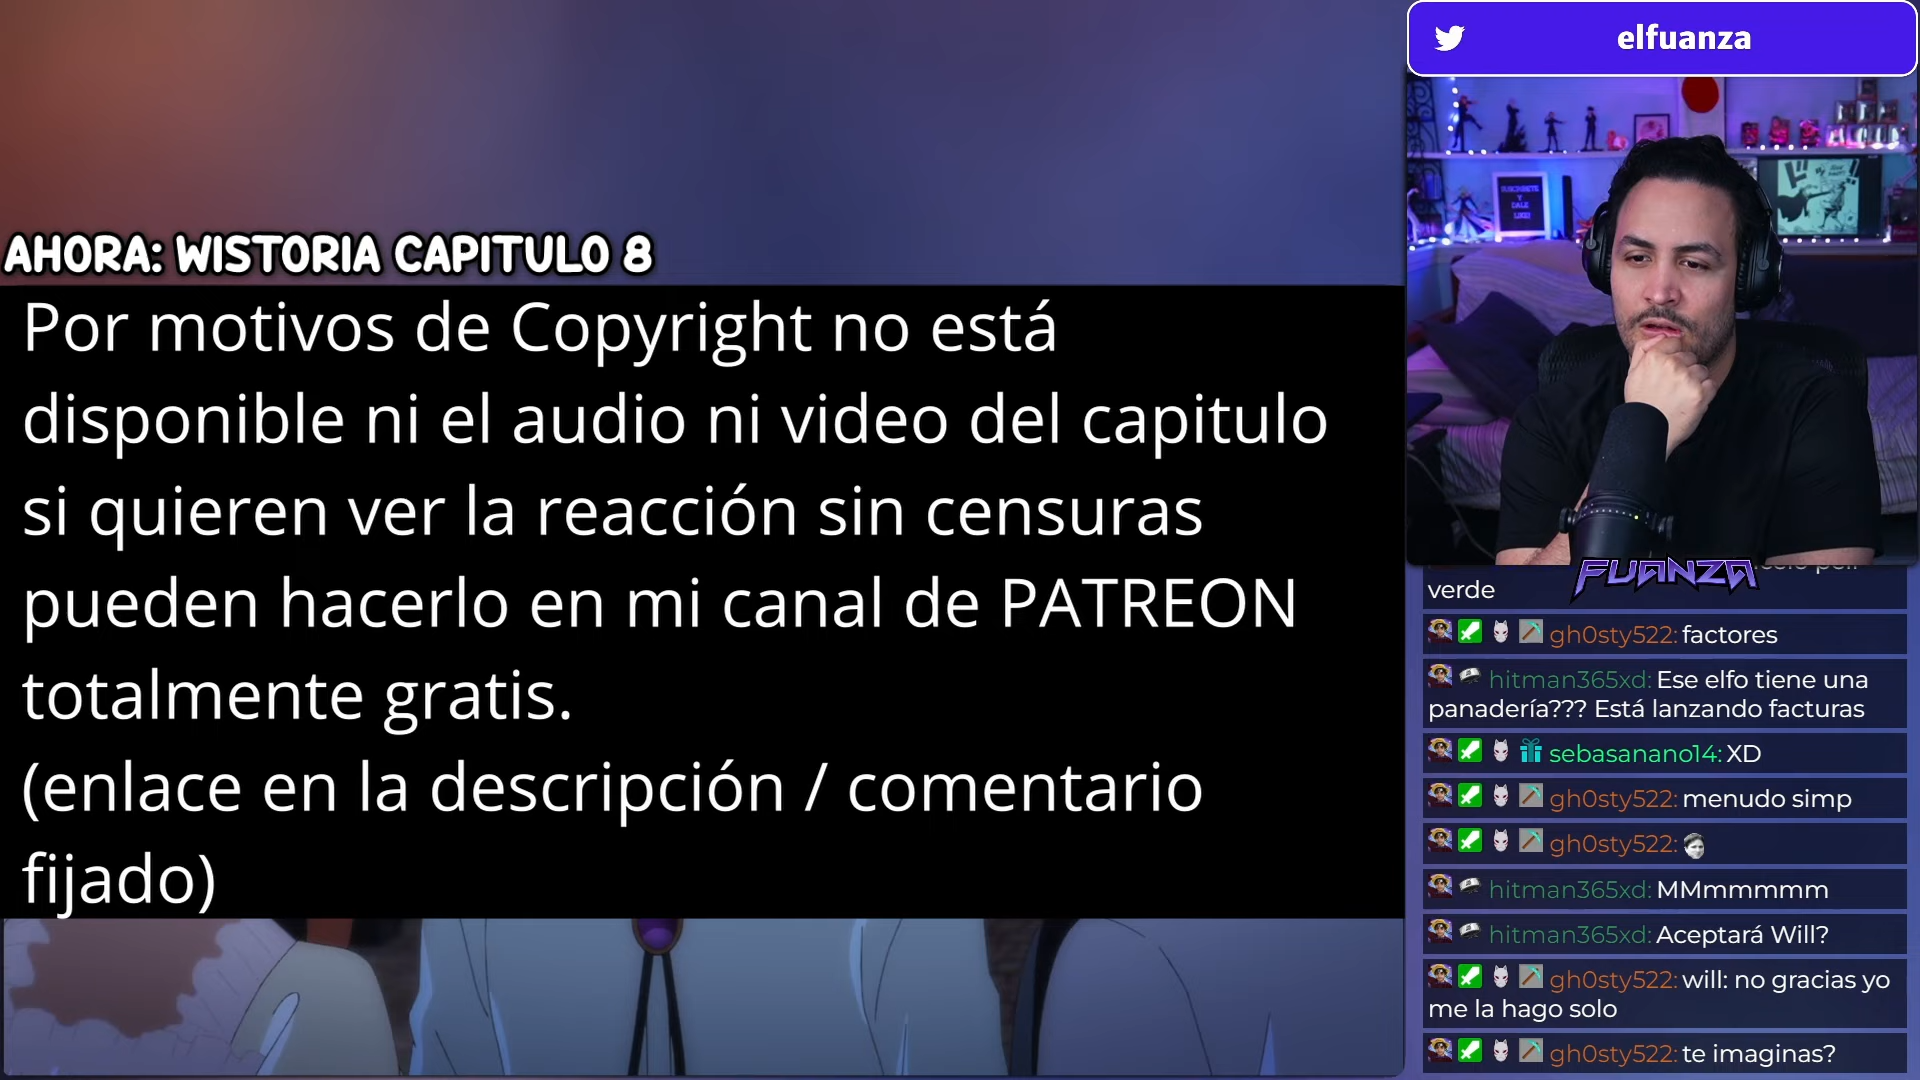 elfuanza
AHORA: WISTORIA CAPITULO 8
Por motivos de Copyright no está
disponible ni el audio ni video del capitulo
si quieren ver la reacción sin censuras
pueden hacerlo en mi canal de PATREON
totalmente gratis.
(enlace en la descripción / comentario
fijado)
SUSCRIBETE
Y
DALE
LIKE!
FUANZA
verde
gh0sty522: factores
hitman365xd: Ese elfo tiene una
panadería??? Está lanzando facturas
sebasanano14: XD
gh0sty522: menudo simp
gh0sty522:
hitman365xd: MMmmmmm
hitman365xd: Aceptará Will?
gh0sty522: will: no gracias yo
me la hago solo
gh0sty522: te imaginas?